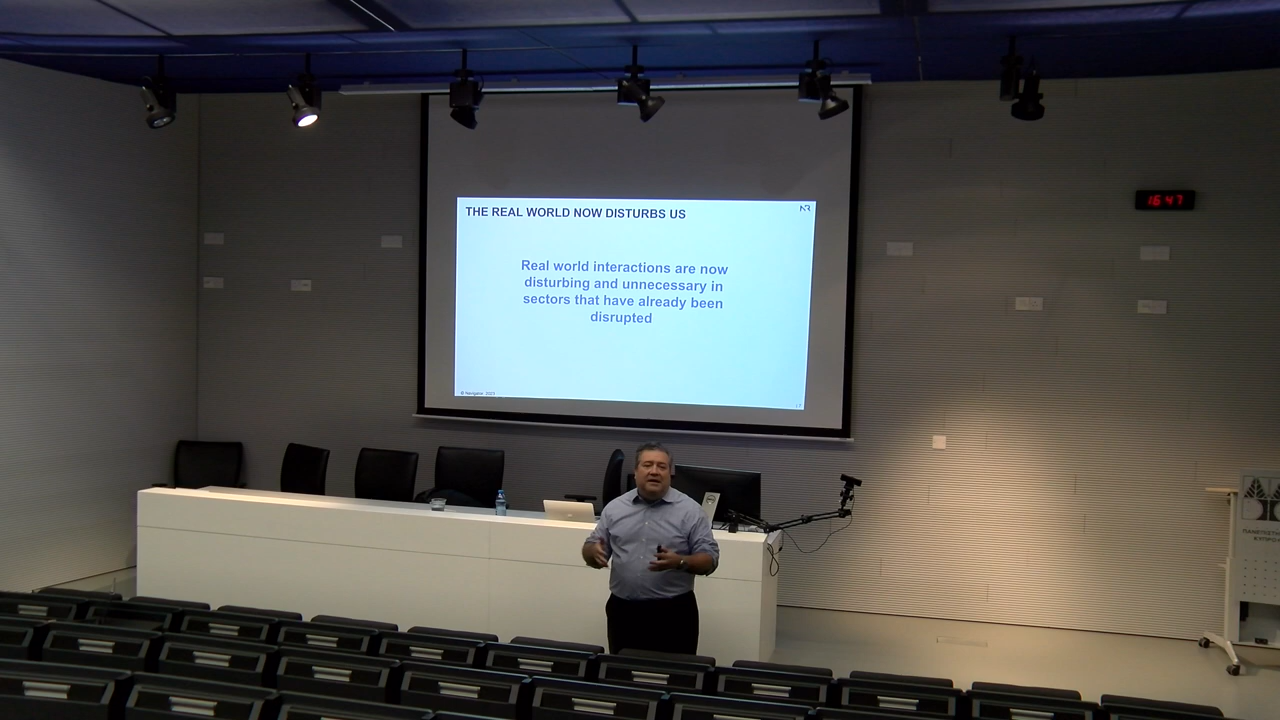 THE REAL WORLD NOW DISTURBS US
NR
Real world interactions are now
disturbing and unnecessary in
sectors that have already been
disrupted
16:47